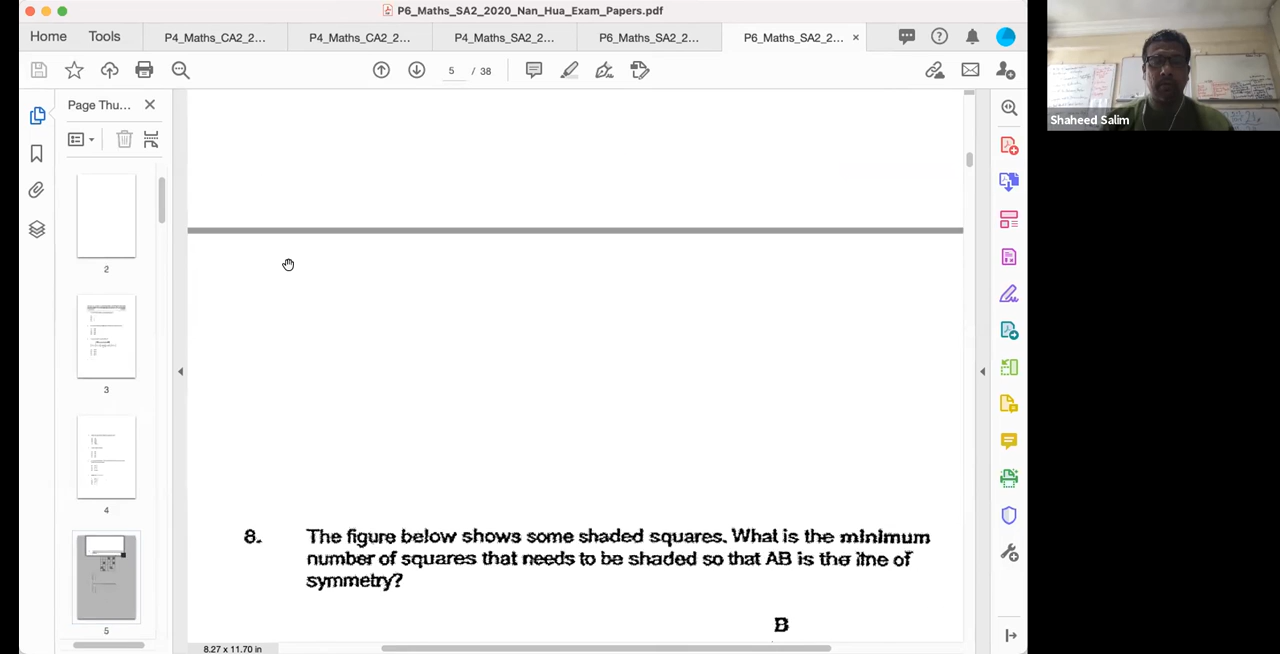 P6_Maths_SA2_2020_Nan_Hua_Exam_Papers.pdf
Home
Tools
P4_Maths_CA2_2...
P4_Maths_CA2_2...
P4_Maths_SA2_2...
P6_Maths_SA2_2...
P6_Maths_SA2_2... ×
5 / 38
Page Thu...
2
3
4
5
8. The figure below shows some shaded squares. What is the minimum
number of squares that needs to be shaded so that AB is the line of
symmetry?
B
8.27 x 11.70 in
Shaheed Salim